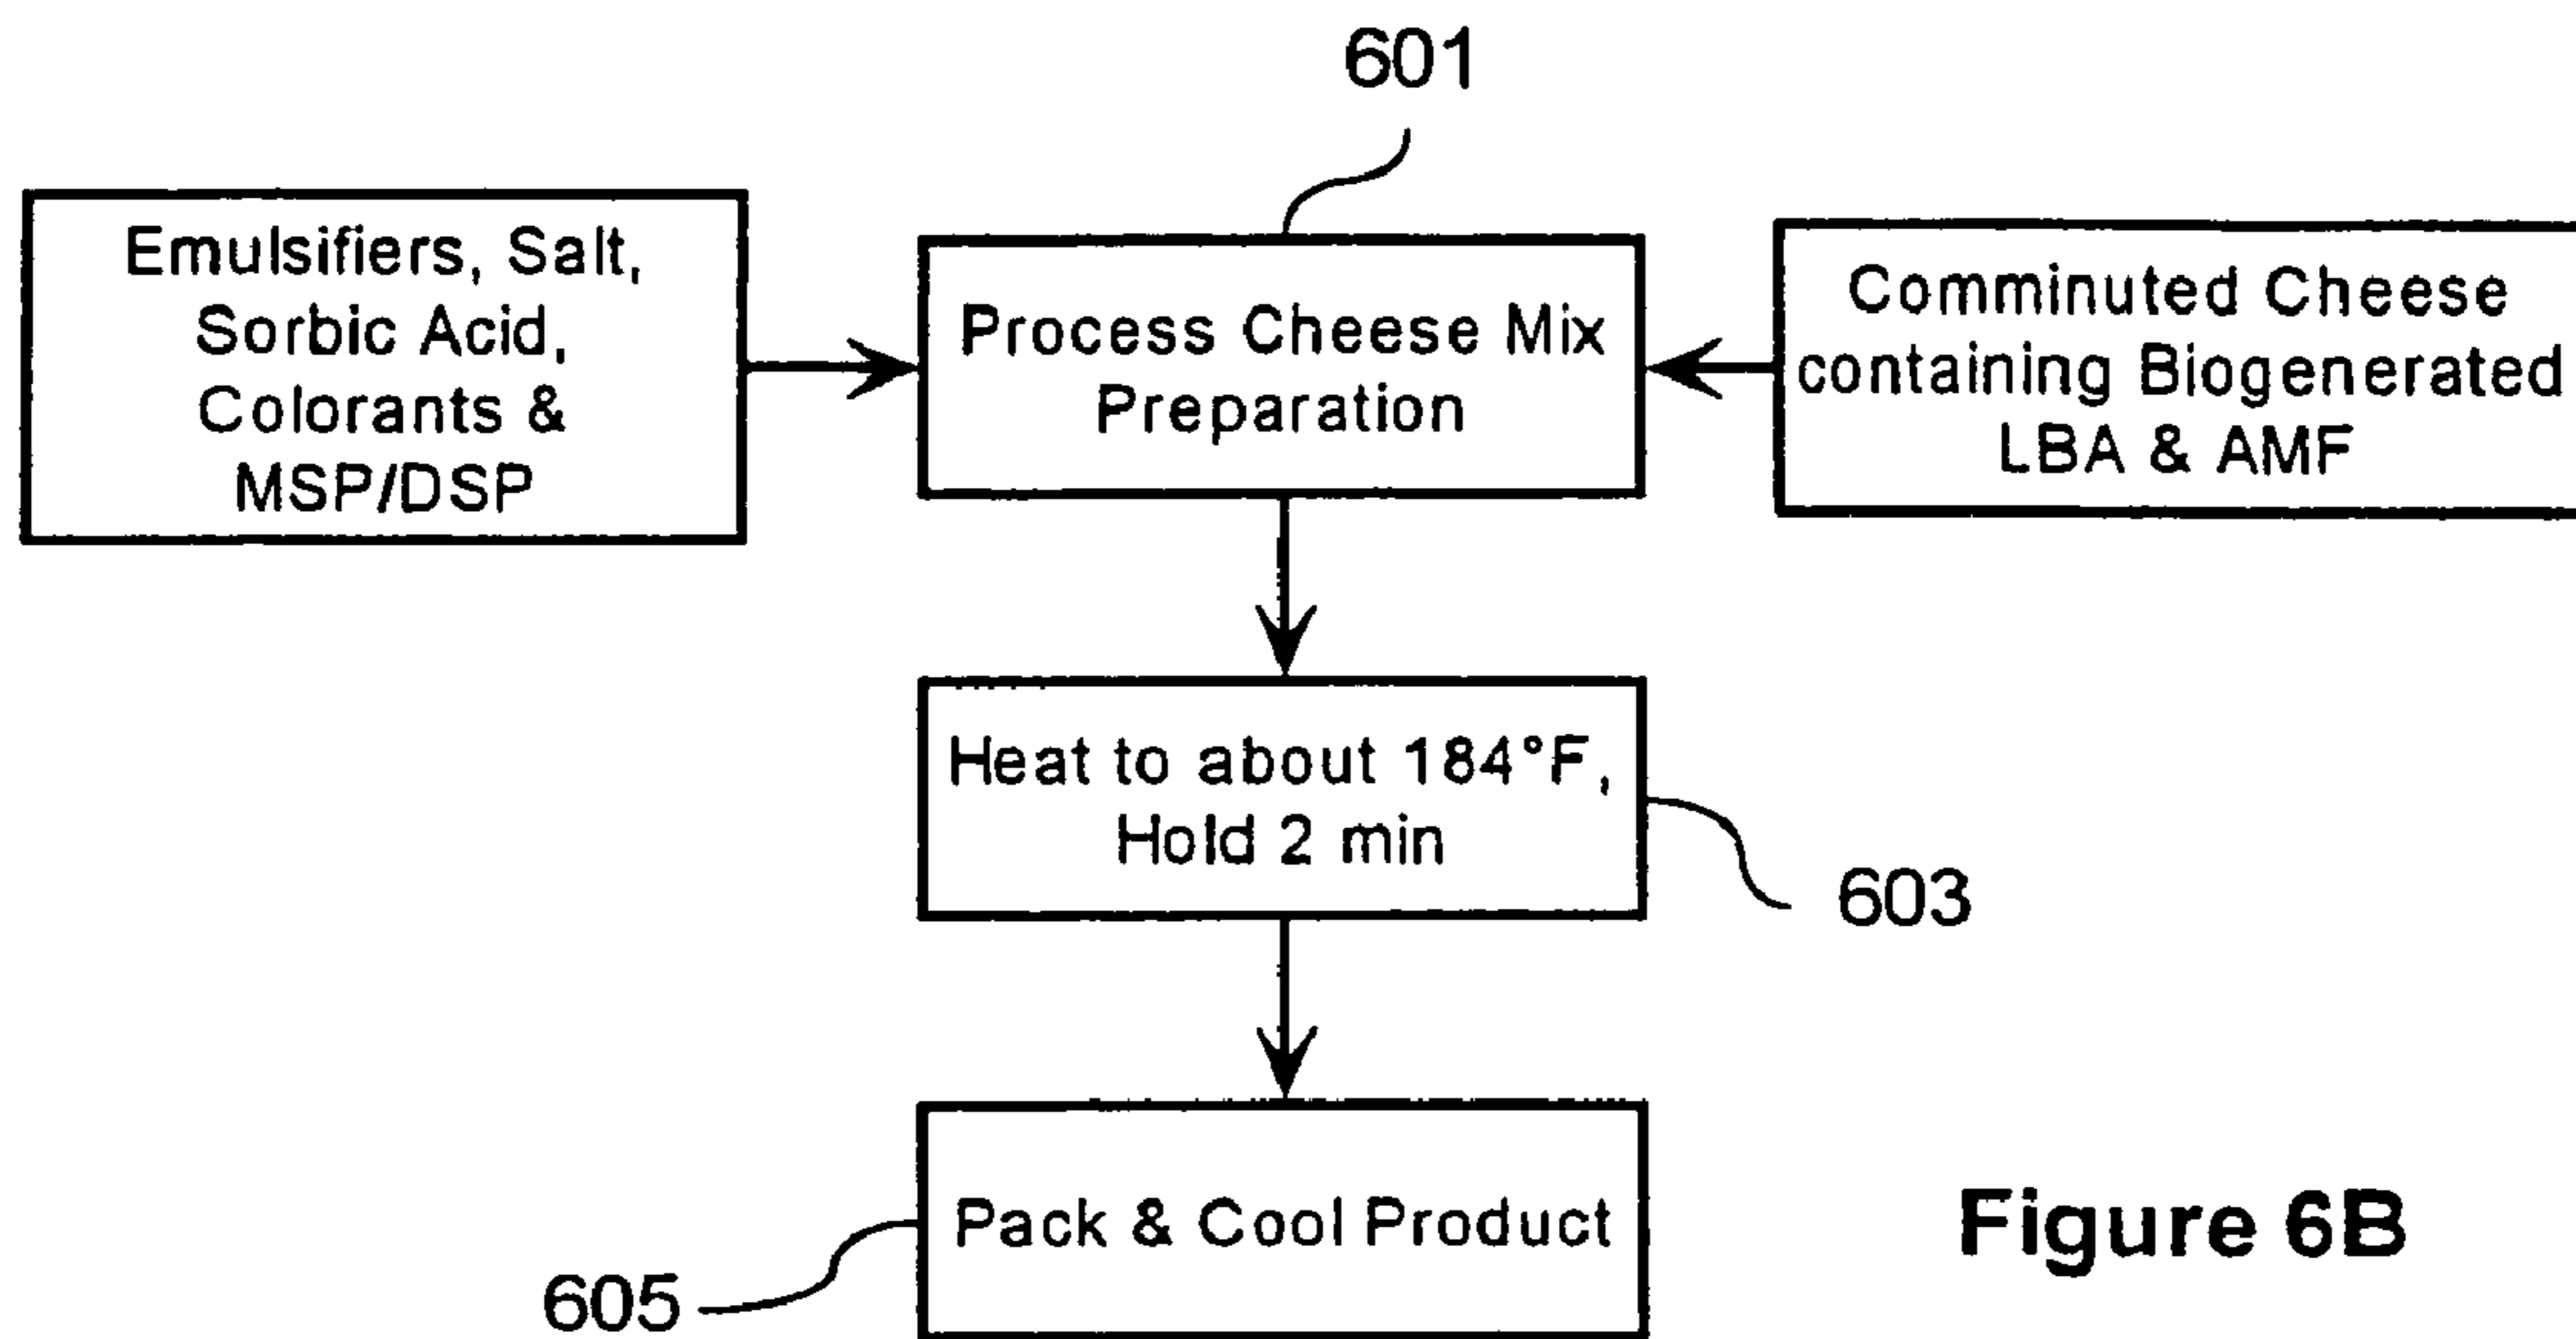 601
Emulsifiers, Salt,
Sorbic Acid,
Colorants &
MSP/DSP
Process Cheese Mix
Preparation
Comminuted Cheese
containing Biogenerated
LBA & AMF
Heat to about 184°F,
Hold 2 min
603
Pack & Cool Product
605
Figure 6B